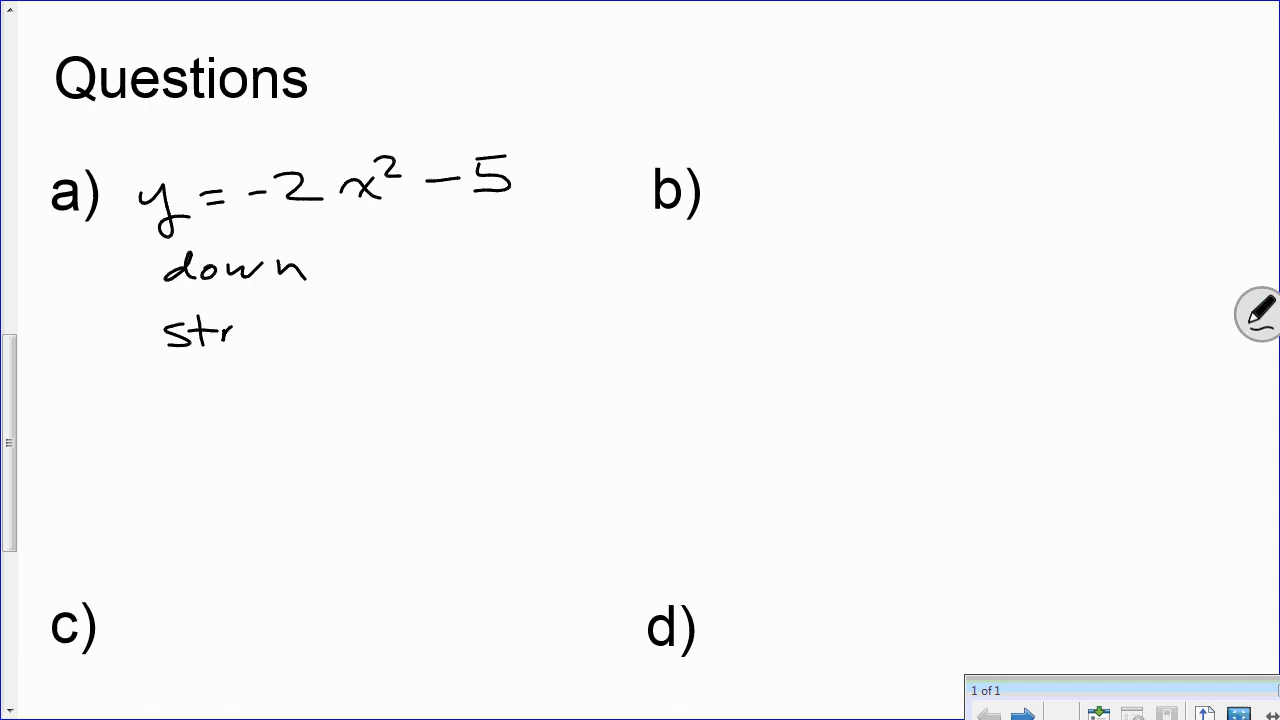 Questions
a) y = -2x² - 5
b)
down
str
c)
d)
1 of 1